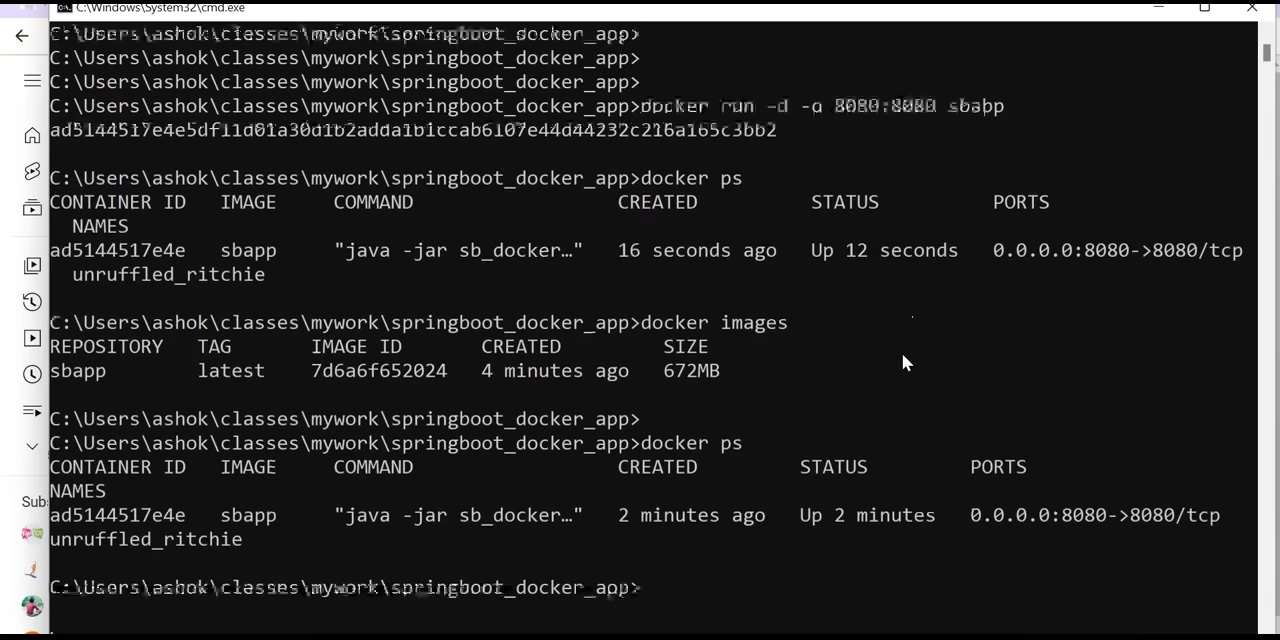 C:\Windows\System32\cmd.exe
C:\Users\ashok\classes\mywork\springboot_docker_app>
C:\Users\ashok\classes\mywork\springboot_docker_app>
C:\Users\ashok\classes\mywork\springboot_docker_app>
C:\Users\ashok\classes\mywork\springboot_docker_app>docker run -d 8080:8080 sbapp
C:\Users\ashok\classes\mywork\springboot_docker_app>docker ps
CONTAINER ID IMAGE COMMAND CREATED STATUS PORTS
NAMES
ad5144517e4e sbapp "java -jar sb_docker…" 16 seconds ago Up 12 seconds 0.0.0.0:8080->8080/tcp
unruffled_ritchie
C:\Users\ashok\classes\mywork\springboot_docker_app>docker images
REPOSITORY TAG IMAGE ID CREATED SIZE
sbapp latest 7d6a6f652024 4 minutes ago 672MB
C:\Users\ashok\classes\mywork\springboot_docker_app>
C:\Users\ashok\classes\mywork\springboot_docker_app>docker ps
CONTAINER ID IMAGE COMMAND CREATED STATUS PORTS
NAMES
ad5144517e4e sbapp "java -jar sb_docker…" 2 minutes ago Up 2 minutes 0.0.0.0:8080->8080/tcp
unruffled_ritchie
C:\Users\ashok\classes\mywork\springboot_docker_app>
Subs